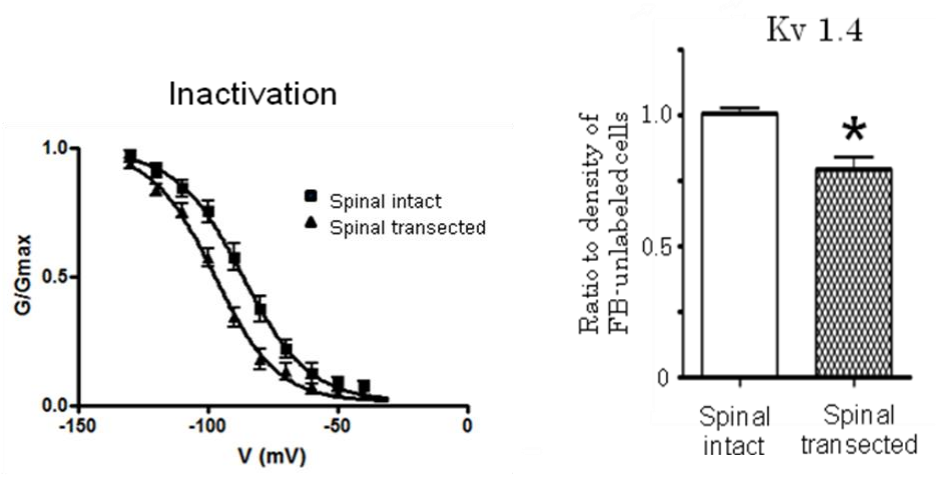 Inactivation
1.0
0.5
0.0
-150
-100
-50
0
G/Gmax
V (mV)
Spinal intact
Spinal transected
Kv 1.4
Ratio to density of
FB-unlabeled cells
1.0
0.5
0
*
Spinal
intact
Spinal
transected